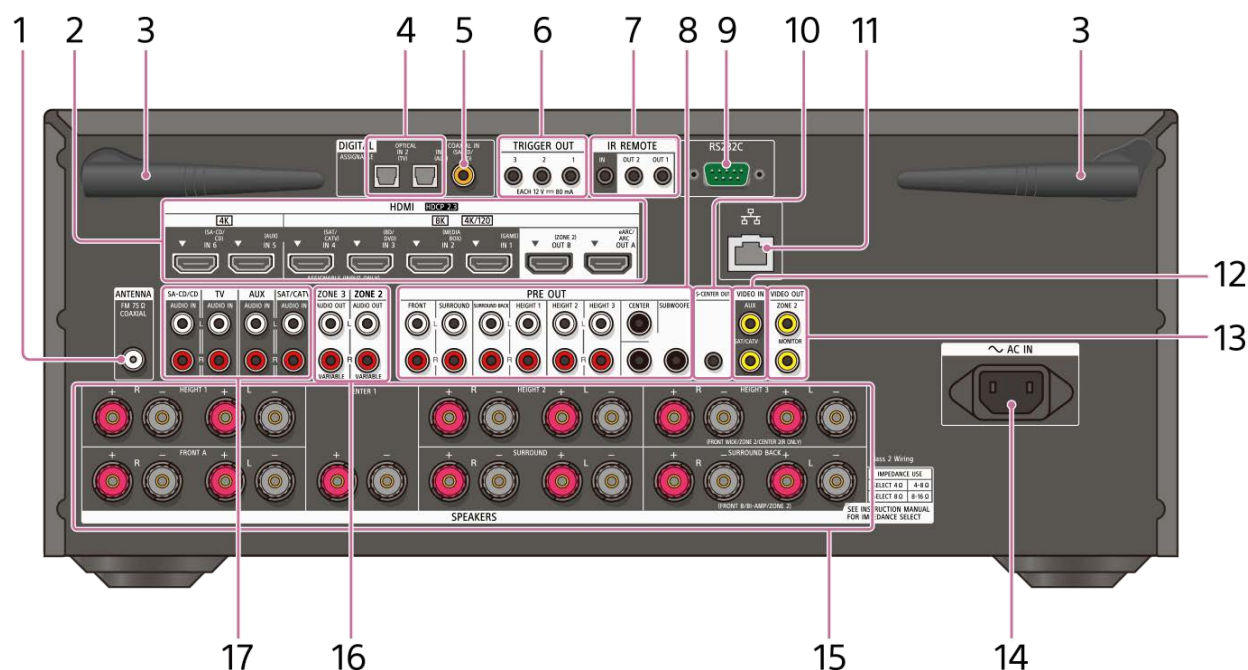 1 2 3 4 5 6 7 8 9 10 11 3
DIGITAL
ASSIGNABLE
OPTICAL
IN 2
(TV)
COAXIAL IN
TRIGGER OUT
3 2 1
EACH 12 V 80 mA
IR REMOTE
IN OUT 2 OUT 1
RS232C
HDMI HDCP 2.3
4K 8K 4K/120
(SA-CD/
CD)
IN 6
(AUX)
IN 5
(SAT/
CATV)
IN 4
(BD/
DVD)
IN 3
(MEDIA
BOX)
IN 2
(GAME)
IN 1
(ZONE 2)
OUT B
eARC/
ARC
OUT A
ASSIGNABLE (INPUT ONLY)
12
ANTENNA
FM 75 Ω
COAXIAL
SA-CD/CD TV AUX SAT/CATV
AUDIO IN AUDIO IN AUDIO IN AUDIO IN
L
R
ZONE 3 ZONE 2
AUDIO OUT AUDIO OUT
L
R
VARIABLE VARIABLE
PRE OUT
FRONT SURROUND SURROUND BACK HEIGHT 1 HEIGHT 2 HEIGHT 3 CENTER SUBWOOFE
L
R
S-CENTER OUT
VIDEO IN
AUX
SAT/CATV
VIDEO OUT
ZONE 2
MONITOR
13
AC IN
HEIGHT 1
+ R − + L −
ENTER 1
HEIGHT 2
+ R − + L −
HEIGHT 3
+ R − + L −
(FRONT WIDE/ZONE 2/CENTER 2/R ONLY)
FRONT A
+ R − + L −
+ −
SURROUND
+ R − + L −
SURROUND BACK
+ R − + L −
(FRONT B/BI-AMP/ZONE 2)
SPEAKERS
ass 2 Wiring
IMPEDANCE USE
SELECT 4 Ω 4-8 Ω
SELECT 8 Ω 8-16 Ω
SEE INSTRUCTION MANUAL
FOR IMPEDANCE SELECT
17 16 15 14